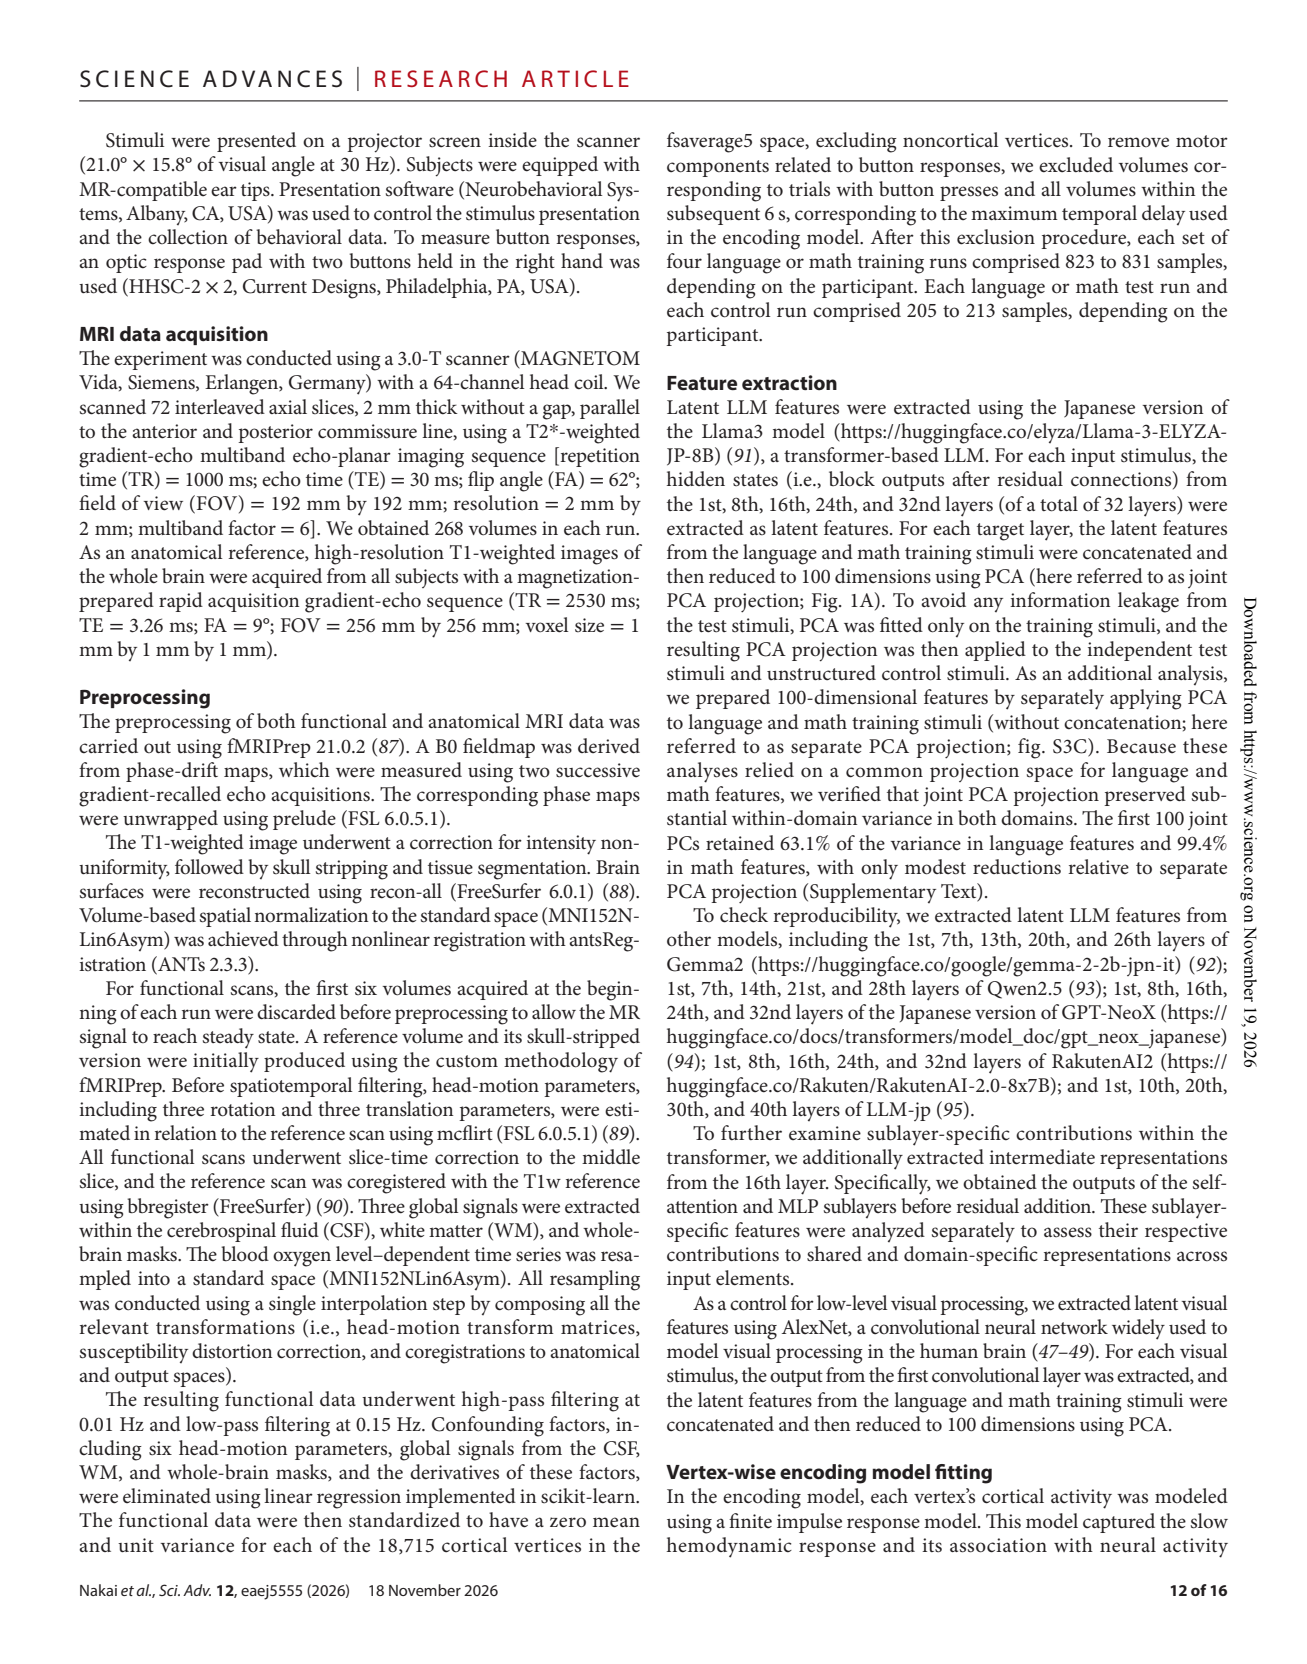 SCIENCE ADVANCES | RESEARCH ARTICLE
Stimuli were presented on a projector screen inside the scanner
(21.0° × 15.8° of visual angle at 30 Hz). Subjects were equipped with
MR-compatible ear tips. Presentation software (Neurobehavioral Sys-
tems, Albany, CA, USA) was used to control the stimulus presentation
and the collection of behavioral data. To measure button responses,
an optic response pad with two buttons held in the right hand was
used (HHSC-2 × 2, Current Designs, Philadelphia, PA, USA).
MRI data acquisition
The experiment was conducted using a 3.0-T scanner (MAGNETOM
Vida, Siemens, Erlangen, Germany) with a 64-channel head coil. We
scanned 72 interleaved axial slices, 2 mm thick without a gap, parallel
to the anterior and posterior commissure line, using a T2*-weighted
gradient-echo multiband echo-planar imaging sequence [repetition
time (TR) = 1000 ms; echo time (TE) = 30 ms; flip angle (FA) = 62°;
field of view (FOV) = 192 mm by 192 mm; resolution = 2 mm by
2 mm; multiband factor = 6]. We obtained 268 volumes in each run.
As an anatomical reference, high-resolution T1-weighted images of
the whole brain were acquired from all subjects with a magnetization-
prepared rapid acquisition gradient-echo sequence (TR = 2530 ms;
TE = 3.26 ms; FA = 9°; FOV = 256 mm by 256 mm; voxel size = 1
mm by 1 mm by 1 mm).
Preprocessing
The preprocessing of both functional and anatomical MRI data was
carried out using fMRIPrep 21.0.2 (87). A B0 fieldmap was derived
from phase-drift maps, which were measured using two successive
gradient-recalled echo acquisitions. The corresponding phase maps
were unwrapped using prelude (FSL 6.0.5.1).
The T1-weighted image underwent a correction for intensity non-
uniformity, followed by skull stripping and tissue segmentation. Brain
surfaces were reconstructed using recon-all (FreeSurfer 6.0.1) (88).
Volume-based spatial normalization to the standard space (MNI152N-
Lin6Asym) was achieved through nonlinear registration with antsReg-
istration (ANTs 2.3.3).
For functional scans, the first six volumes acquired at the begin-
ning of each run were discarded before preprocessing to allow the MR
signal to reach steady state. A reference volume and its skull-stripped
version were initially produced using the custom methodology of
fMRIPrep. Before spatiotemporal filtering, head-motion parameters,
including three rotation and three translation parameters, were esti-
mated in relation to the reference scan using mcflirt (FSL 6.0.5.1) (89).
All functional scans underwent slice-time correction to the middle
slice, and the reference scan was coregistered with the T1w reference
using bbregister (FreeSurfer) (90). Three global signals were extracted
within the cerebrospinal fluid (CSF), white matter (WM), and whole-
brain masks. The blood oxygen level–dependent time series was resa-
mpled into a standard space (MNI152NLin6Asym). All resampling
was conducted using a single interpolation step by composing all the
relevant transformations (i.e., head-motion transform matrices,
susceptibility distortion correction, and coregistrations to anatomical
and output spaces).
The resulting functional data underwent high-pass filtering at
0.01 Hz and low-pass filtering at 0.15 Hz. Confounding factors, in-
cluding six head-motion parameters, global signals from the CSF,
WM, and whole-brain masks, and the derivatives of these factors,
were eliminated using linear regression implemented in scikit-learn.
The functional data were then standardized to have a zero mean
and unit variance for each of the 18,715 cortical vertices in the
fsaverage5 space, excluding noncortical vertices. To remove motor
components related to button responses, we excluded volumes cor-
responding to trials with button presses and all volumes within the
subsequent 6 s, corresponding to the maximum temporal delay used
in the encoding model. After this exclusion procedure, each set of
four language or math training runs comprised 823 to 831 samples,
depending on the participant. Each language or math test run and
each control run comprised 205 to 213 samples, depending on the
participant.
Feature extraction
Latent LLM features were extracted using the Japanese version of
the Llama3 model (https://huggingface.co/elyza/Llama-3-ELYZA-
JP-8B) (91), a transformer-based LLM. For each input stimulus, the
hidden states (i.e., block outputs after residual connections) from
the 1st, 8th, 16th, 24th, and 32nd layers (of a total of 32 layers) were
extracted as latent features. For each target layer, the latent features
from the language and math training stimuli were concatenated and
then reduced to 100 dimensions using PCA (here referred to as joint
PCA projection; Fig. 1A). To avoid any information leakage from
the test stimuli, PCA was fitted only on the training stimuli, and the
resulting PCA projection was then applied to the independent test
stimuli and unstructured control stimuli. As an additional analysis,
we prepared 100-dimensional features by separately applying PCA
to language and math training stimuli (without concatenation; here
referred to as separate PCA projection; fig. S3C). Because these
analyses relied on a common projection space for language and
math features, we verified that joint PCA projection preserved sub-
stantial within-domain variance in both domains. The first 100 joint
PCs retained 63.1% of the variance in language features and 99.4%
in math features, with only modest reductions relative to separate
PCA projection (Supplementary Text).
To check reproducibility, we extracted latent LLM features from
other models, including the 1st, 7th, 13th, 20th, and 26th layers of
Gemma2 (https://huggingface.co/google/gemma-2-2b-jpn-it) (92);
1st, 7th, 14th, 21st, and 28th layers of Qwen2.5 (93); 1st, 8th, 16th,
24th, and 32nd layers of the Japanese version of GPT-NeoX (https://
huggingface.co/docs/transformers/model_doc/gpt_neox_japanese)
(94); 1st, 8th, 16th, 24th, and 32nd layers of RakutenAI2 (https://
huggingface.co/Rakuten/RakutenAI-2.0-8x7B); and 1st, 10th, 20th,
30th, and 40th layers of LLM-jp (95).
To further examine sublayer-specific contributions within the
transformer, we additionally extracted intermediate representations
from the 16th layer. Specifically, we obtained the outputs of the self-
attention and MLP sublayers before residual addition. These sublayer-
specific features were analyzed separately to assess their respective
contributions to shared and domain-specific representations across
input elements.
As a control for low-level visual processing, we extracted latent visual
features using AlexNet, a convolutional neural network widely used to
model visual processing in the human brain (47–49). For each visual
stimulus, the output from the first convolutional layer was extracted, and
the latent features from the language and math training stimuli were
concatenated and then reduced to 100 dimensions using PCA.
Vertex-wise encoding model fitting
In the encoding model, each vertex’s cortical activity was modeled
using a finite impulse response model. This model captured the slow
hemodynamic response and its association with neural activity
Downloaded from https://www.science.org on November 19, 2026
Nakai et al., Sci. Adv. 12, eaej5555 (2026) 18 November 2026
12 of 16